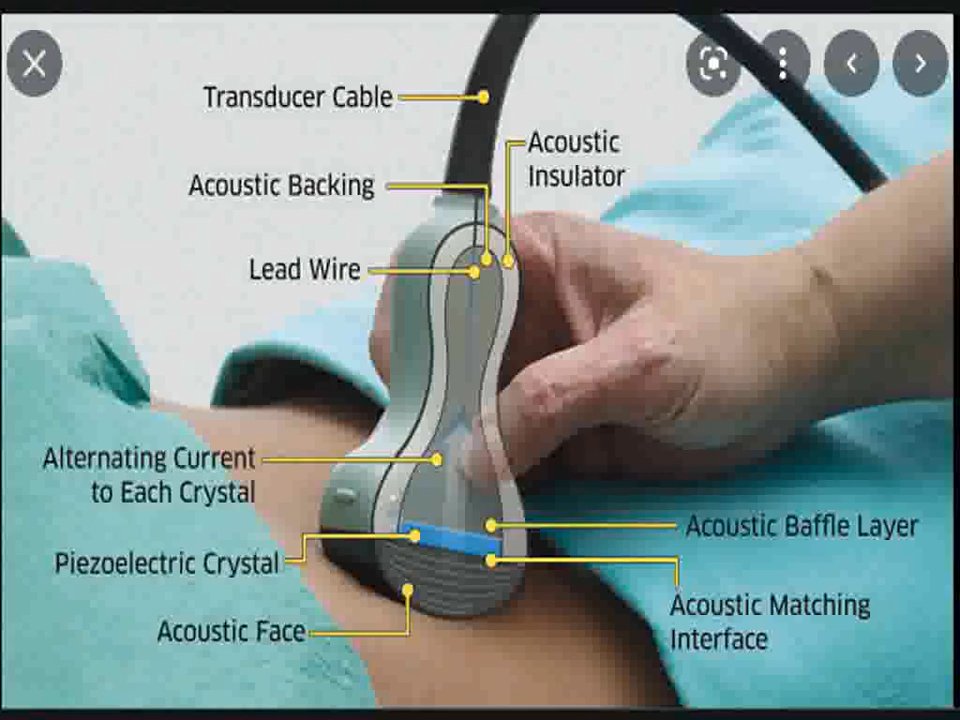 Transducer Cable
Acoustic
Insulator
Acoustic Backing
Lead Wire
Alternating Current
to Each Crystal
Acoustic Baffle Layer
Piezoelectric Crystal
Acoustic Matching
Interface
Acoustic Face